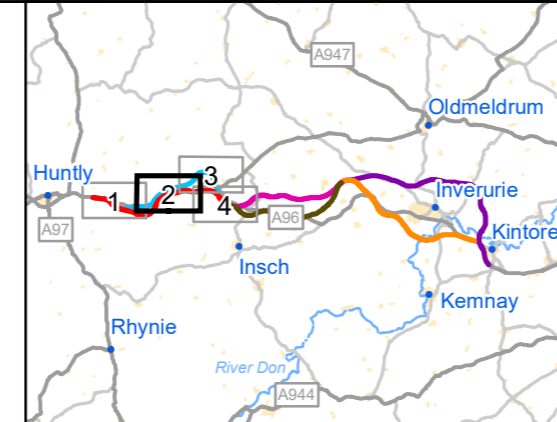 A947
Oldmeldrum
Huntly
3
1
2
4
Inverurie
A96
A97
Kintore
Insch
Kemnay
Rhynie
River Don
A944